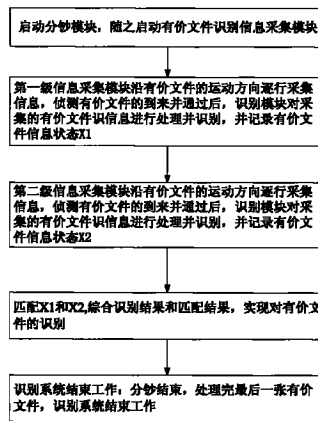 启动分钞模块，随之启动有价文件识别信息采集模块
第一级信息采集模块沿有价文件的运动方向逐行采集
信息，侦测有价文件的到来并通过后，识别模块对采
集的有价文件识信息进行处理并识别，并记录有价文
件信息状态X1
第二级信息采集模块沿有价文件的运动方向逐行采集
信息，侦测有价文件的到来并通过后，识别模块对采
集的有价文件识信息进行处理并识别，并记录有价文
件信息状态X2
匹配X1和X2,综合识别结果和匹配结果，实现对有价文
件的识别
识别系统结束工作；分钞结束，处理完最后一张有价
文件，识别系统结束工作